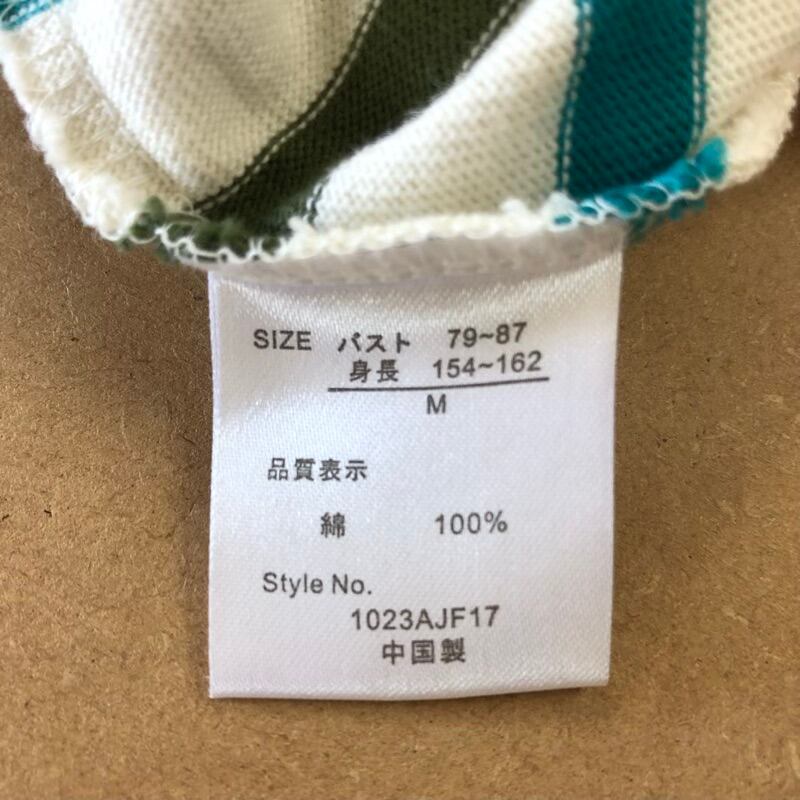 SIZE バスト 79~87
身長 154~162
M
品質表示
綿 100%
Style No.
1023AJF17
中国製